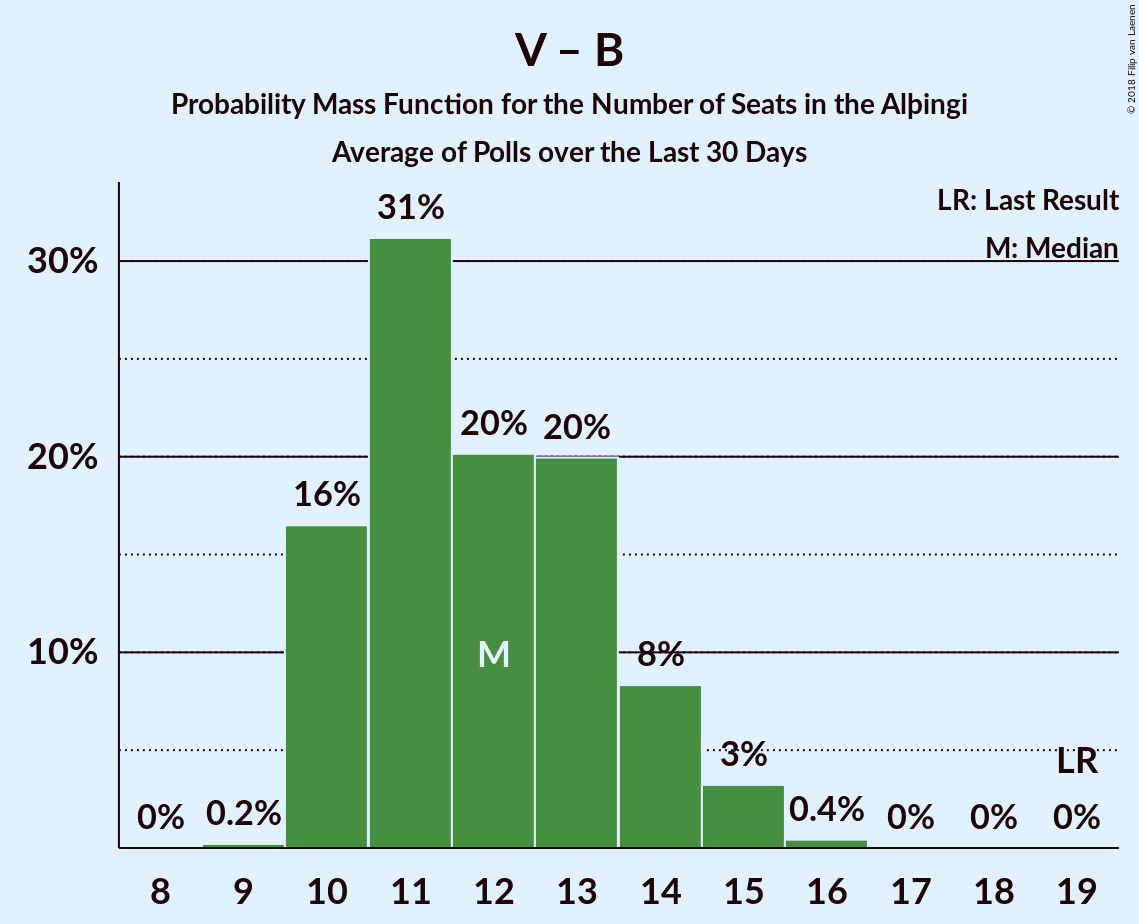 V – B
Probability Mass Function for the Number of Seats in the Alþingi
Average of Polls over the Last 30 Days
© 2018 Filip van Laenen
LR: Last Result
M: Median
30%
20%
10%
0%
0.2%
16%
31%
20%
20%
8%
3%
0.4%
0%
0%
0%
M
LR
8 9 10 11 12 13 14 15 16 17 18 19